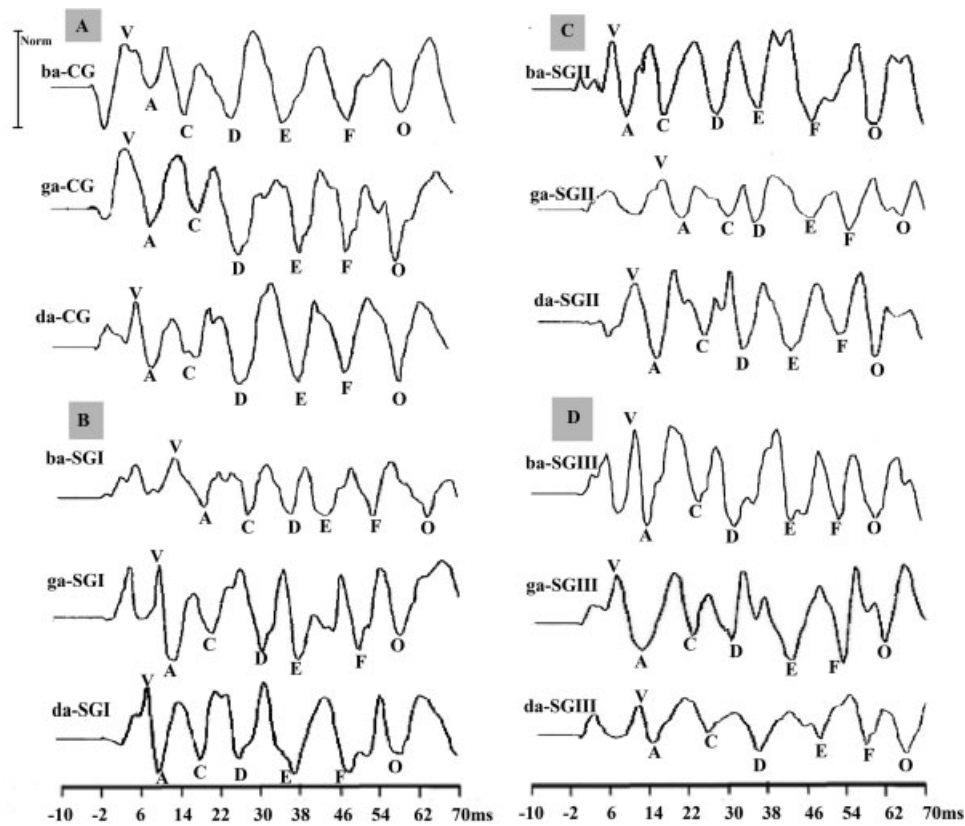 A
Norm
V
ba-CG
A C D E F O
V
ga-CG
A C D E F O
V
da-CG
A C D E F O
B
V
ba-SGI
A C D E F O
V
ga-SGI
A C D E F O
V
da-SGI
A C D E F O
-10 -2 6 14 22 30 38 46 54 62 70ms
C
V
ba-SGII
A C D E F O
V
ga-SGII
A C D E F O
V
da-SGII
A C D E F O
D
V
ba-SGIII
A C D E F O
V
ga-SGIII
A C D E F O
V
da-SGIII
A C D E F O
-10 -2 6 14 22 30 38 46 54 62 70ms